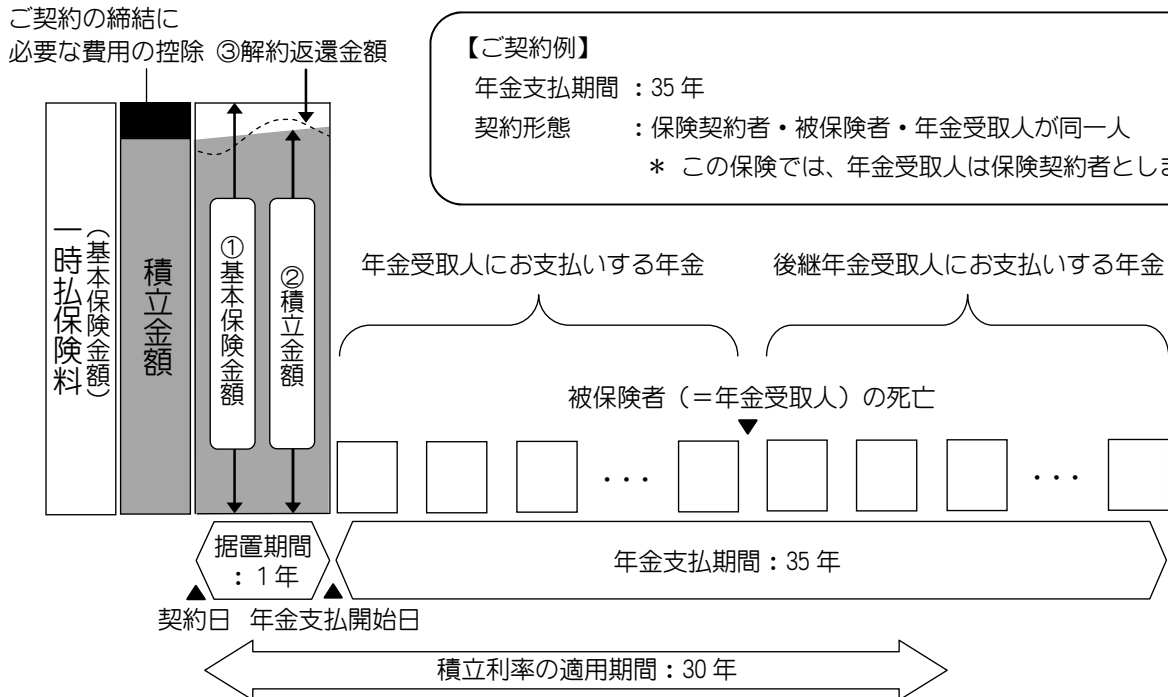 ご契約の締結に
必要な費用の控除 ③解約返還金額
【ご契約例】
年金支払期間 :35年
契約形態 :保険契約者・被保険者・年金受取人が同一人
* この保険では、年金受取人は保険契約者としま
一時払保険料
(基本保険金額)
積立金額
①基本保険金額
②積立金額
年金受取人にお支払いする年金
後継年金受取人にお支払いする年金
被保険者(=年金受取人)の死亡
・・・
・・・
据置期間
:1年
年金支払期間:35年
契約日 年金支払開始日
積立利率の適用期間:30年